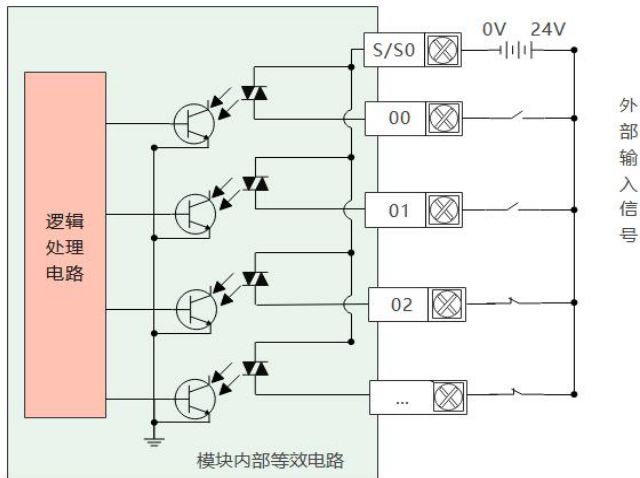 S/S0
0V 24V
00
01
02
...
外
部
输
入
信
号
逻辑
处理
电路
模块内部等效电路